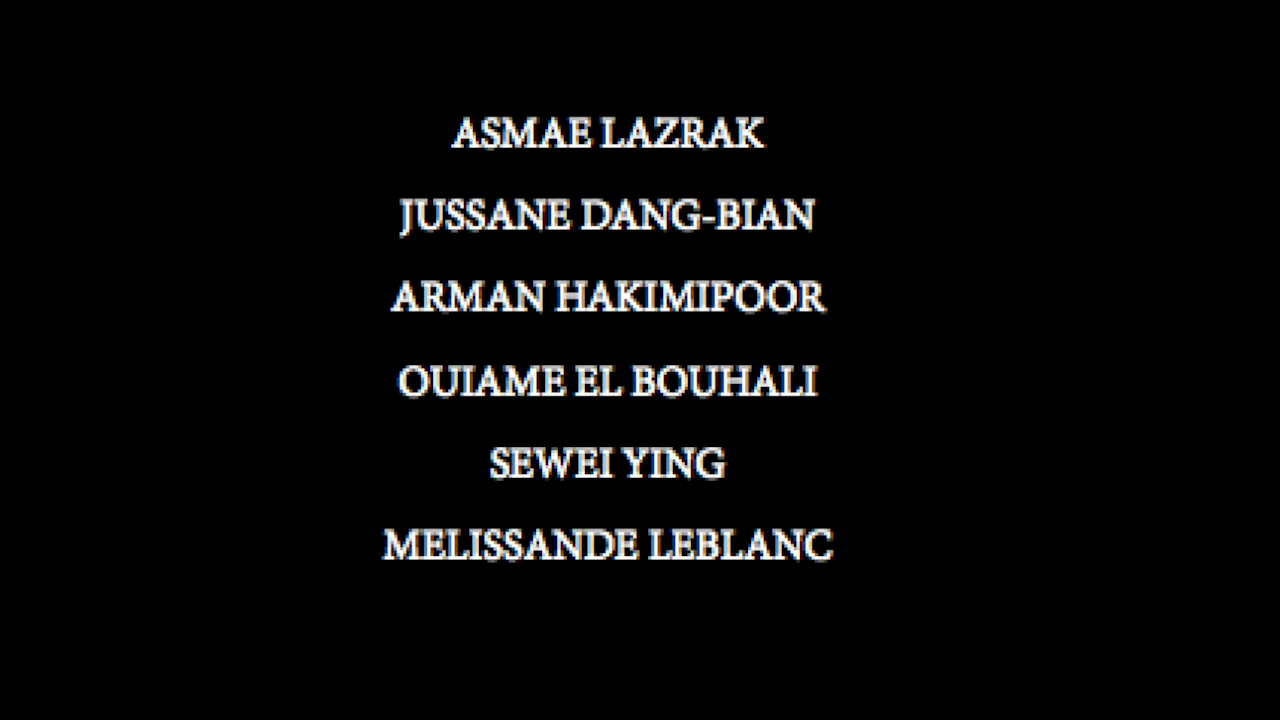 ASMAE LAZRAK
JUSSANE DANG-BIAN
ARMAN HAKIMIPOOR
OUIAME EL BOUHALI
SEWEI YING
MELISSANDE LEBLANC